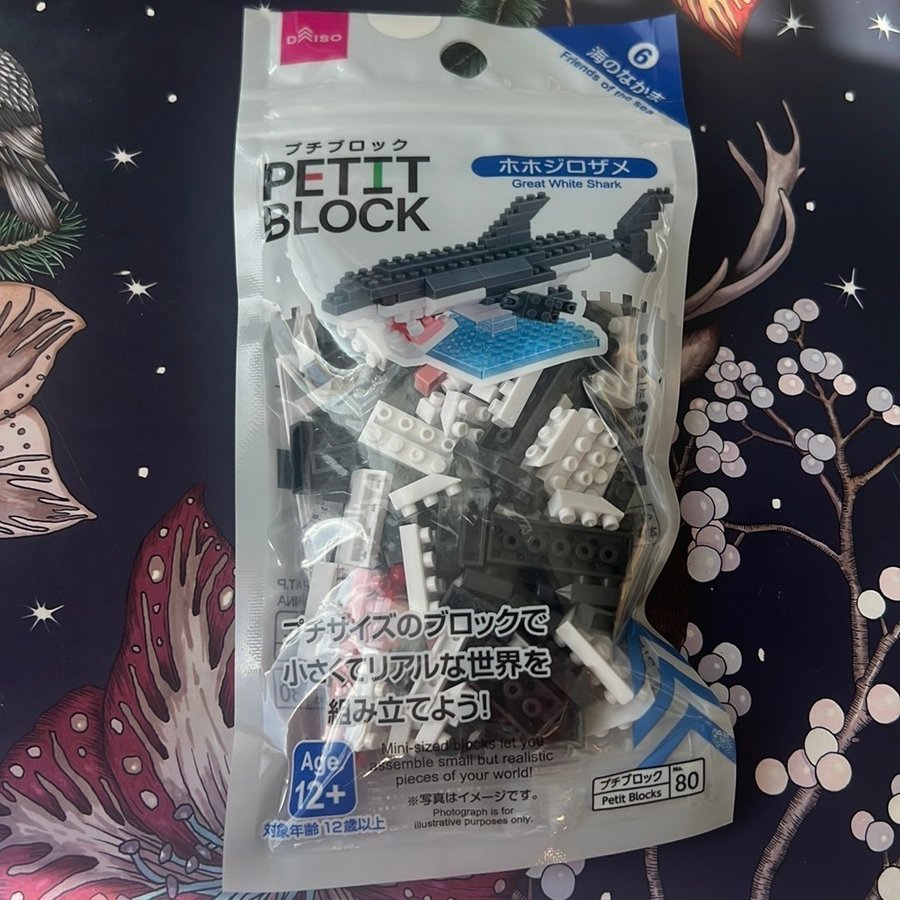 DAISO
6
海のなかま
Friends of the sea
プチブロック
PETIT
BLOCK
ホホジロザメ
Great White Shark
PAT.P
HINA
プチサイズのブロックで
小さくてリアルな世界を
組み立てよう!
Age
12+
対象年齢 12歳以上
Mini-sized blocks let you
assemble small but realistic
pieces of your world!
※写真はイメージです。
Photograph is for
illustrative purposes only.
プチブロック
Petit Blocks
No.
80